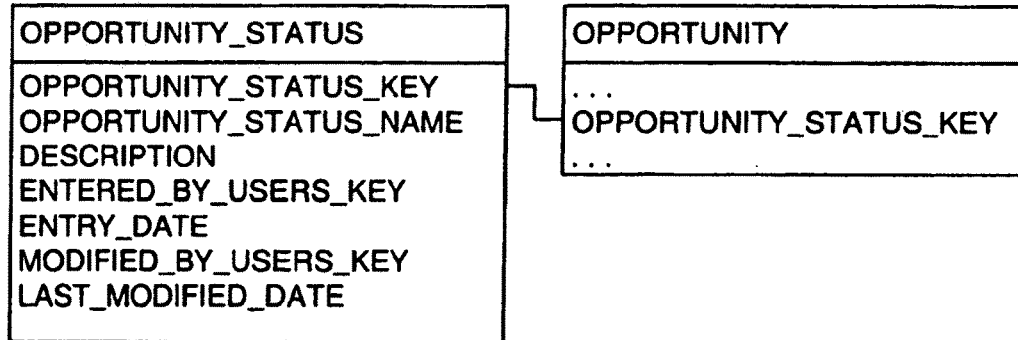 OPPORTUNITY_STATUS
OPPORTUNITY_STATUS_KEY
OPPORTUNITY_STATUS_NAME
DESCRIPTION
ENTERED_BY_USERS_KEY
ENTRY_DATE
MODIFIED_BY_USERS_KEY
LAST_MODIFIED_DATE
OPPORTUNITY
. . .
OPPORTUNITY_STATUS_KEY
. . .